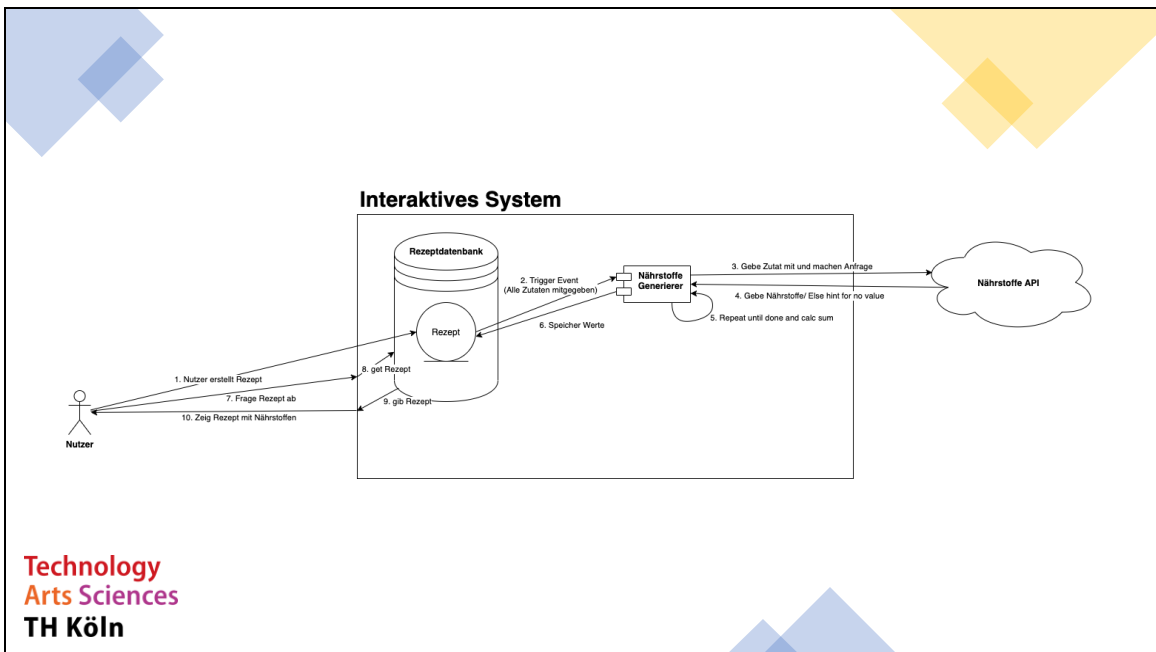 Interaktives System
Rezeptdatenbank
Rezept
2. Trigger Event
(Alle Zutaten mitgegeben)
Nährstoffe
Generierer
3. Gebe Zutat mit und machen Anfrage
4. Gebe Nährstoffe/ Else hint for no value
Nährstoffe API
5. Repeat until done and calc sum
6. Speicher Werte
1. Nutzer erstellt Rezept
8. get Rezept
7. Frage Rezept ab
9. gib Rezept
10. Zeig Rezept mit Nährstoffen
Nutzer
Technology
Arts Sciences
TH Köln